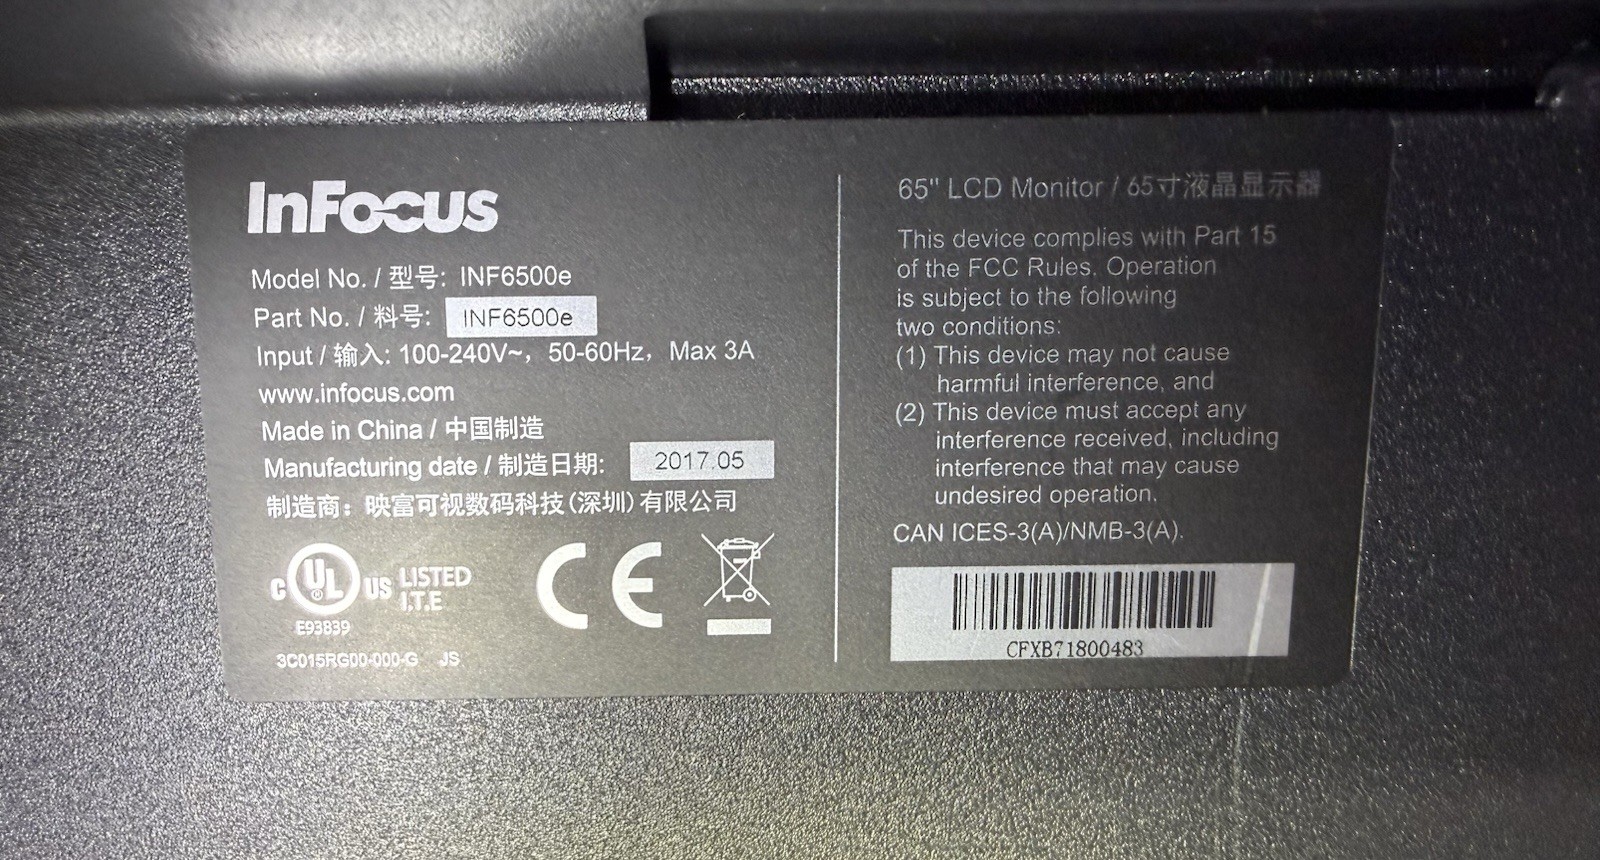 InFocus
Model No. / 型号: INF6500e
Part No. / 料号: INF6500e
Input / 输入: 100-240V~, 50-60Hz, Max 3A
www.infocus.com
Made in China / 中国制造
Manufacturing date / 制造日期: 2017.05
制造商：映富可视数码科技(深圳)有限公司
C UL ® US LISTED
I.T.E
E93839
CE
3C015RG00-000-G JS
65" LCD Monitor / 65寸液晶显示器
This device complies with Part 15
of the FCC Rules. Operation
is subject to the following
two conditions:
(1) This device may not cause
harmful interference, and
(2) This device must accept any
interference received, including
interference that may cause
undesired operation.
CAN ICES-3(A)/NMB-3(A).
CFXB71800483